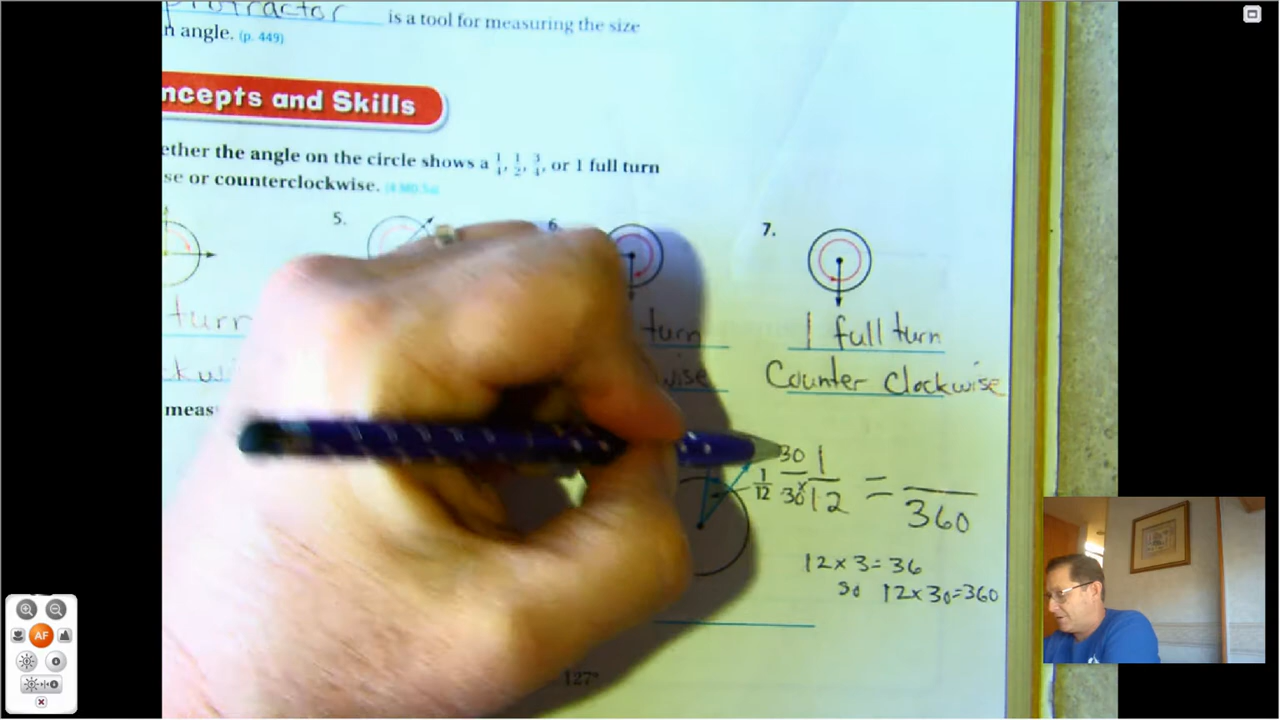 protractor is a tool for measuring the size
n angle. (p. 449)
ncepts and Skills
ether the angle on the circle shows a 1/4, 1/2, 3/4, or 1 full turn
se or counterclockwise.
5.
6.
7.
turn
turn
1 full turn
ckwi
wise
Counter Clockwise
meas
1/12
30/30 x 1/12 = /360
12 x 3 = 36
so 12 x 30 = 360
127°
AF